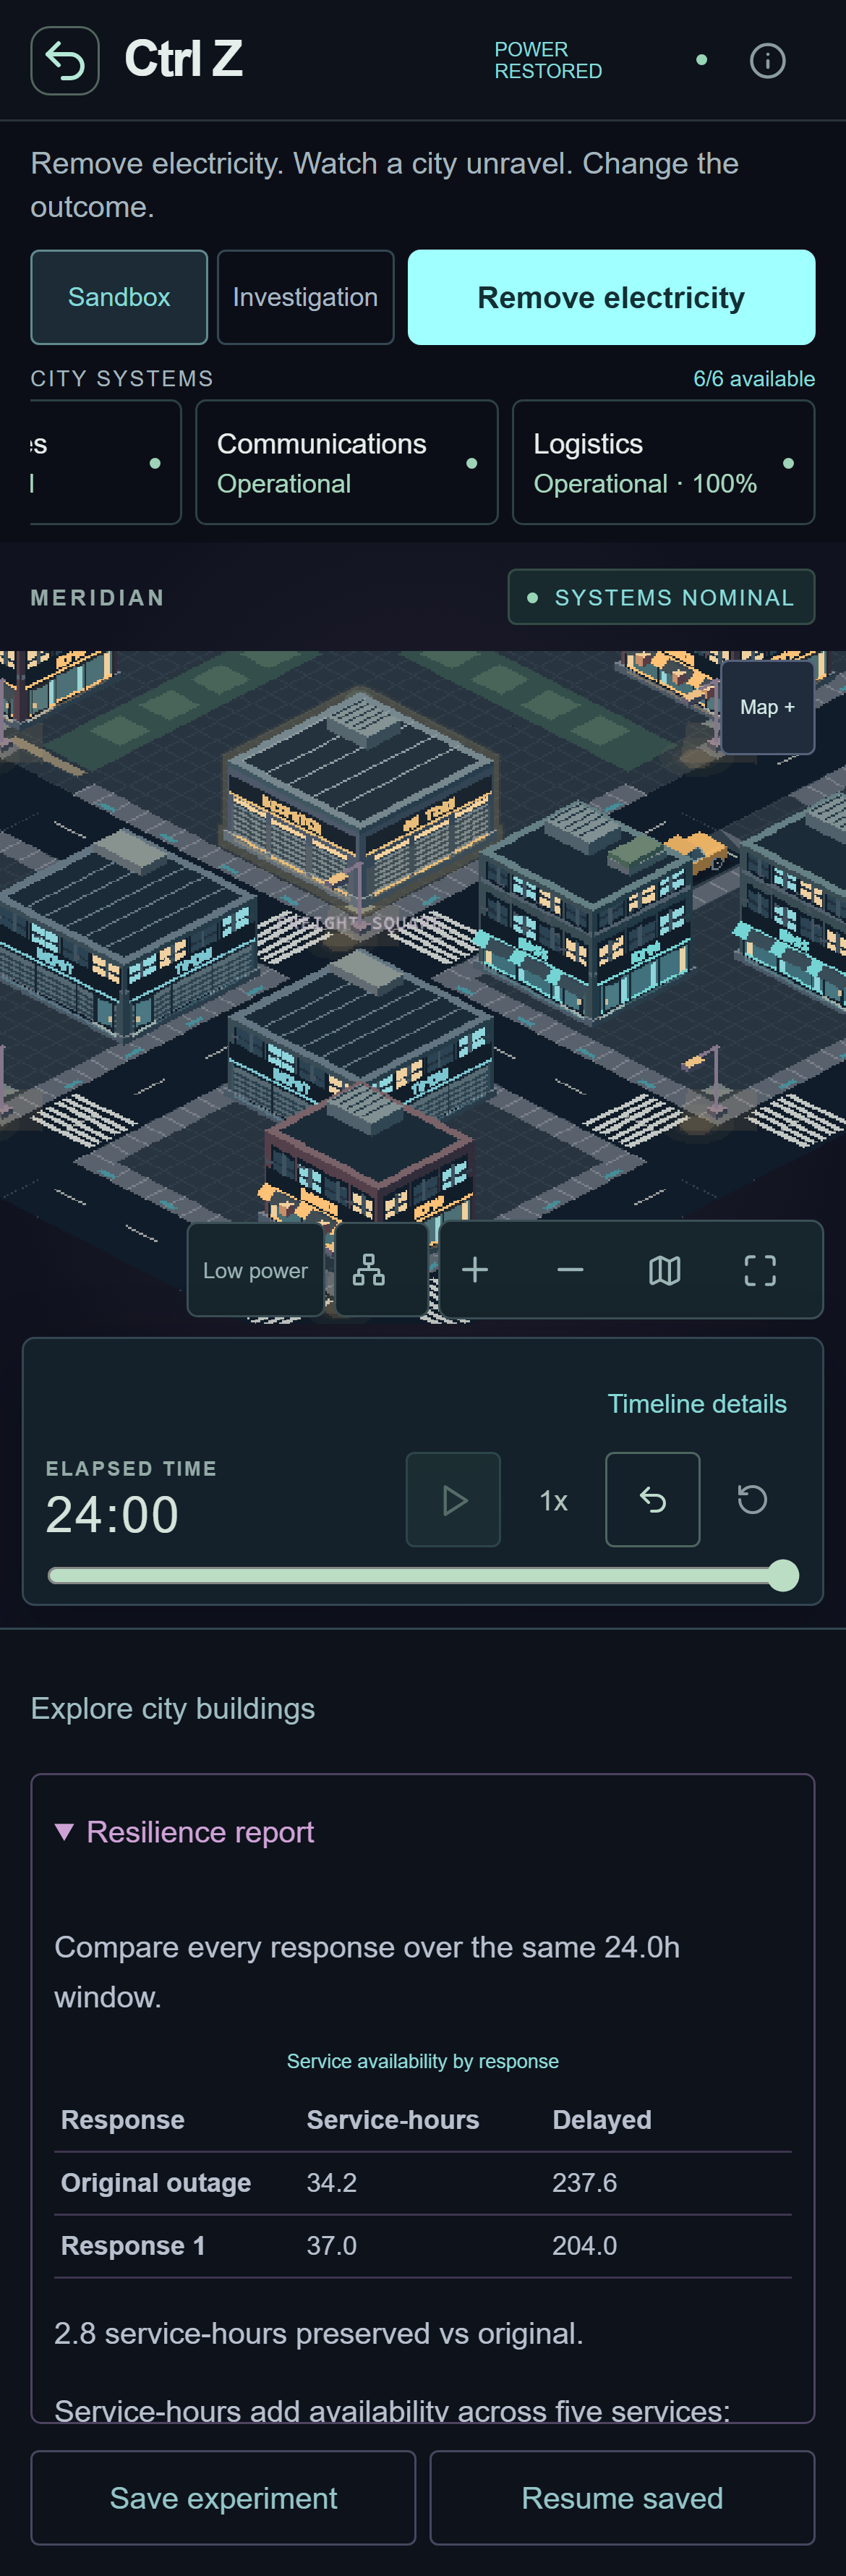 Ctrl Z
POWER
RESTORED
Remove electricity. Watch a city unravel. Change the
outcome.
Sandbox
Investigation
Remove electricity
CITY SYSTEMS
6/6 available
Communications
Operational
Logistics
Operational · 100%
MERIDIAN
SYSTEMS NOMINAL
Map +
Low power
Timeline details
ELAPSED TIME
24:00
1x
Explore city buildings
Resilience report
Compare every response over the same 24.0h
window.
Service availability by response
Response Service-hours Delayed
Original outage 34.2 237.6
Response 1 37.0 204.0
2.8 service-hours preserved vs original.
Service-hours add availability across five services:
Save experiment
Resume saved